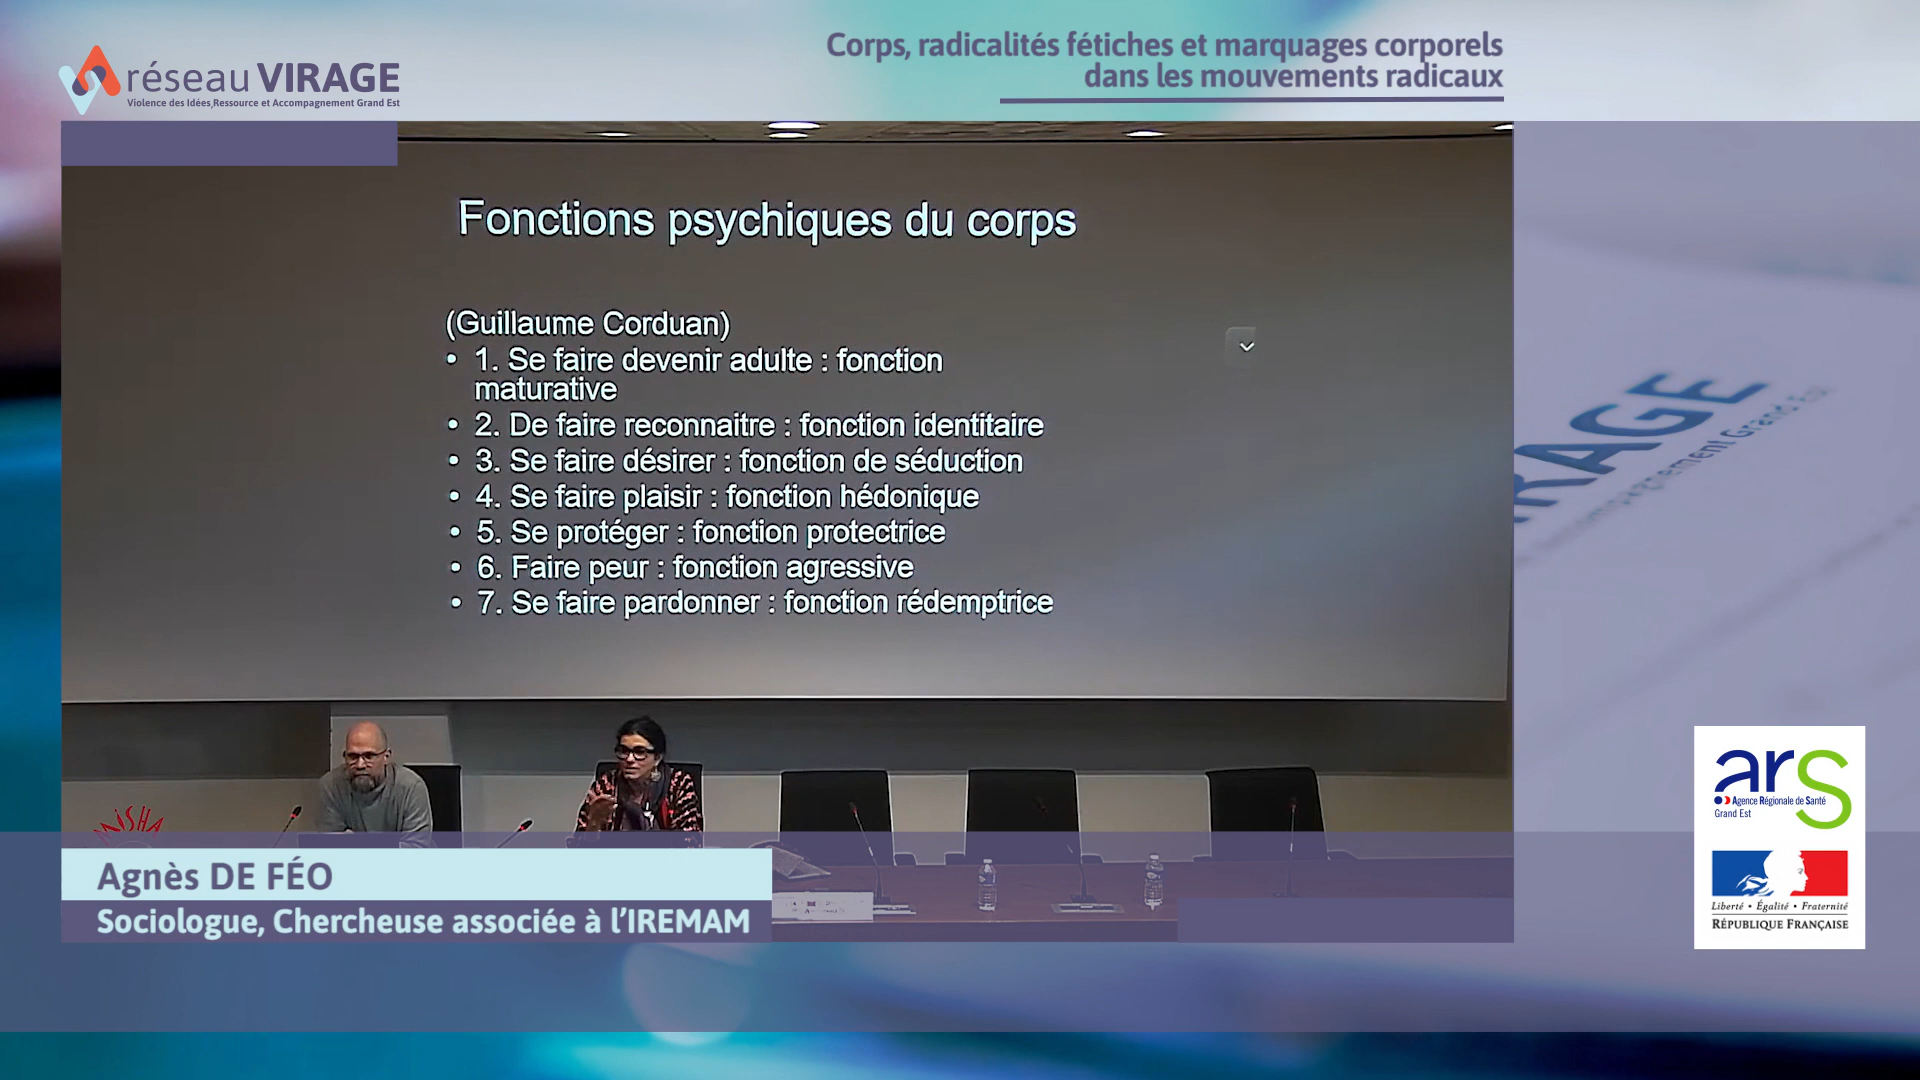 réseau VIRAGE
Violence des Idées,Ressource et Accompagnement Grand Est
Corps, radicalités fétiches et marquages corporels
dans les mouvements radicaux
Fonctions psychiques du corps
(Guillaume Corduan)
• 1. Se faire devenir adulte : fonction
maturative
• 2. De faire reconnaitre : fonction identitaire
• 3. Se faire désirer : fonction de séduction
• 4. Se faire plaisir : fonction hédonique
• 5. Se protéger : fonction protectrice
• 6. Faire peur : fonction agressive
• 7. Se faire pardonner : fonction rédemptrice
RAGE
Grand Est
MISHA
Agnès DE FÉO
Sociologue, Chercheuse associée à l’IREMAM
ars
Agence Régionale de Santé
Grand Est
Liberté • Égalité • Fraternité
RÉPUBLIQUE FRANÇAISE